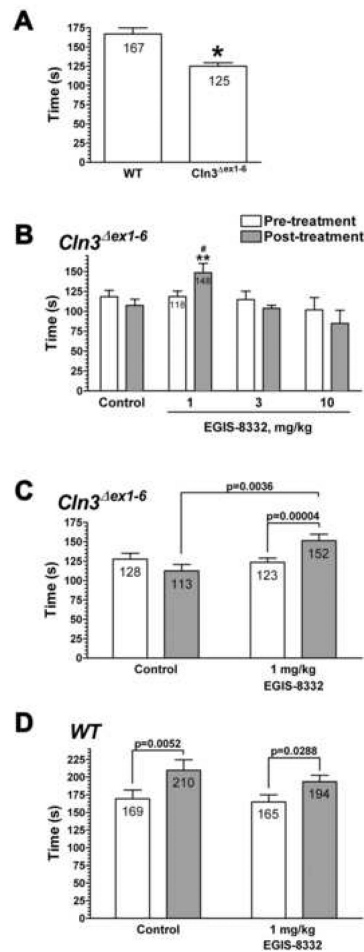 A
Time (s)
175
150
125
100
75
50
25
0
167
*
125
WT
Cln3Δex1-6
B
Cln3Δex1-6
Pre-treatment
Post-treatment
Time (s)
150
125
100
75
50
25
0
118
#
**
148
Control
1
3
10
EGIS-8332, mg/kg
C
Cln3Δex1-6
p=0.0036
p=0.00004
Time (s)
175
150
125
100
75
50
25
0
128
113
123
152
Control
1 mg/kg
EGIS-8332
D
WT
p=0.0052
p=0.0288
Time (s)
225
200
175
150
125
100
75
50
25
0
169
210
165
194
Control
1 mg/kg
EGIS-8332